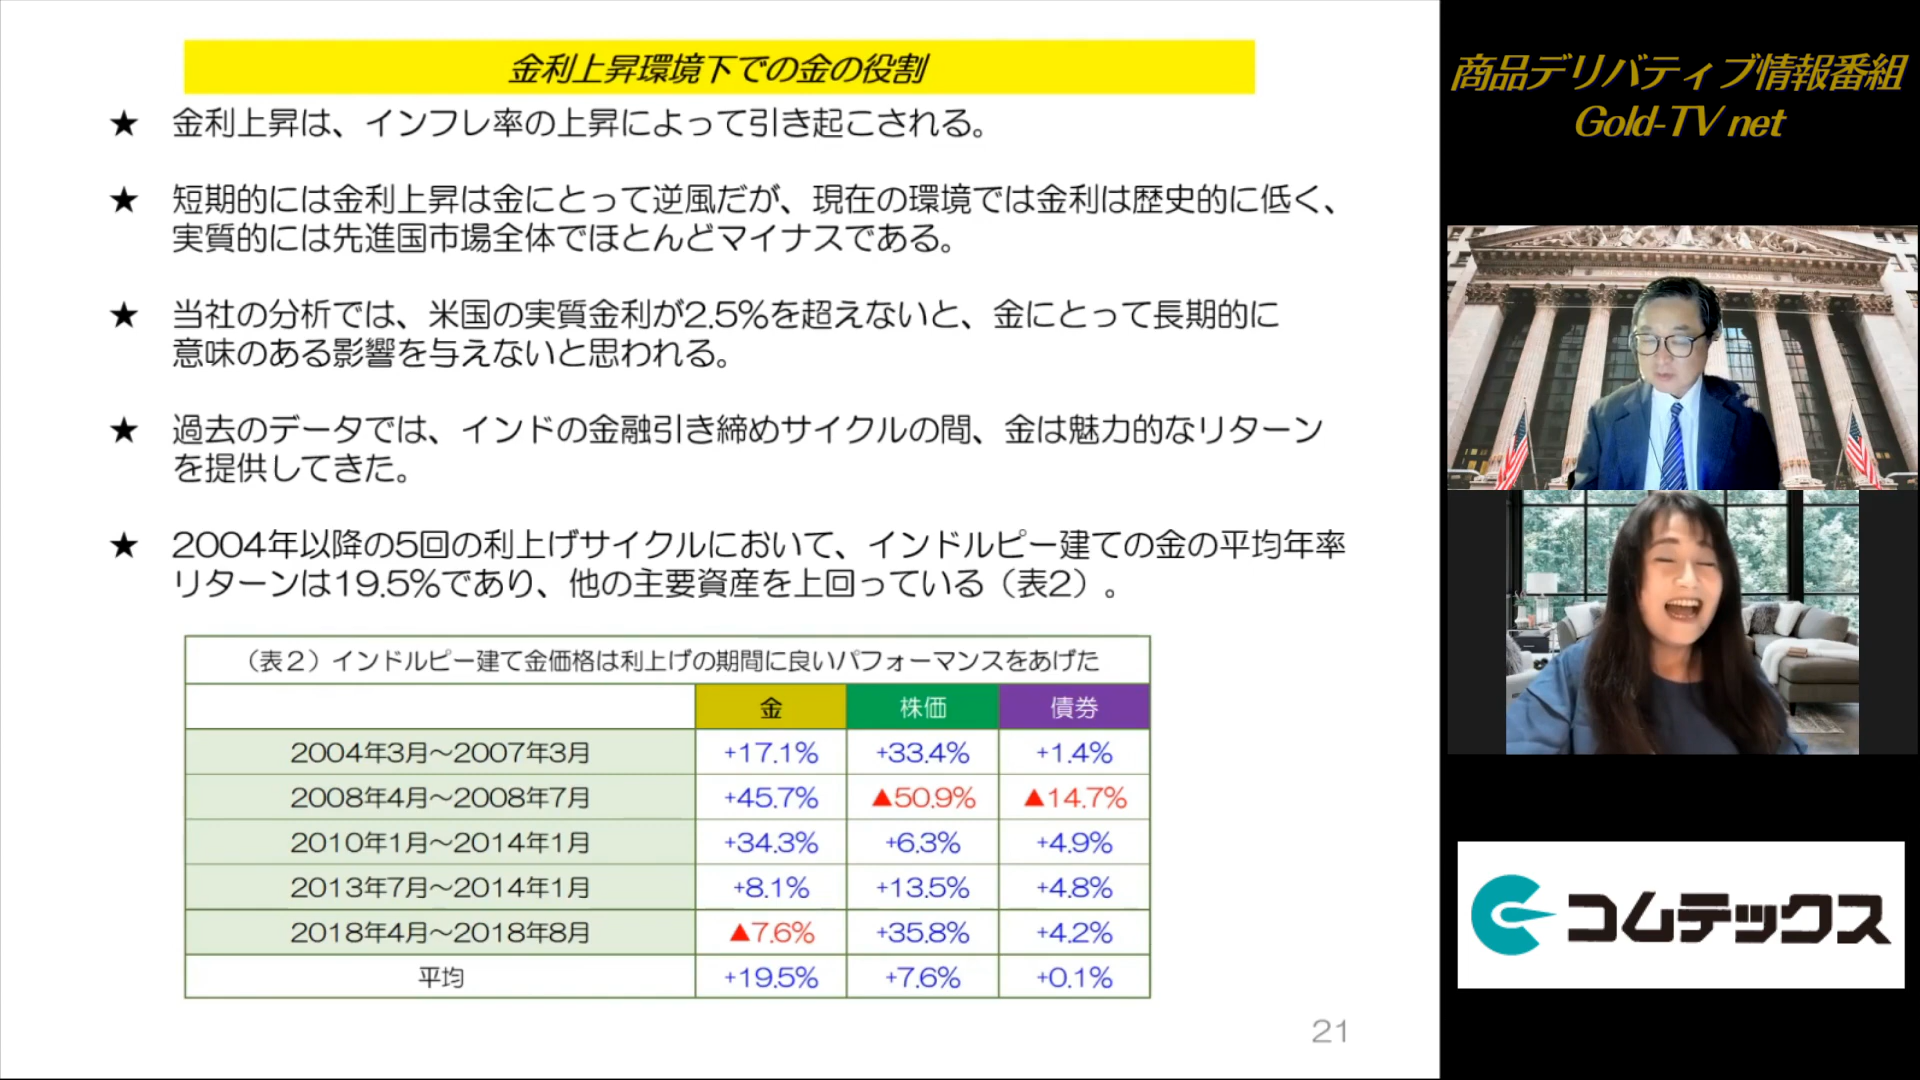 金利上昇環境下での金の役割
★ 金利上昇は、インフレ率の上昇によって引き起こされる。
★ 短期的には金利上昇は金にとって逆風だが、現在の環境では金利は歴史的に低く、
実質的には先進国市場全体でほとんどマイナスである。
★ 当社の分析では、米国の実質金利が2.5%を超えないと、金にとって長期的に
意味のある影響を与えないと思われる。
★ 過去のデータでは、インドの金融引き締めサイクルの間、金は魅力的なリターン
を提供してきた。
★ 2004年以降の5回の利上げサイクルにおいて、インドルピー建ての金の平均年率
リターンは19.5%であり、他の主要資産を上回っている（表2）。
（表２）インドルピー建て金価格は利上げの期間に良いパフォーマンスをあげた
金 株価 債券
2004年3月～2007年3月 +17.1% +33.4% +1.4%
2008年4月～2008年7月 +45.7% ▲50.9% ▲14.7%
2010年1月～2014年1月 +34.3% +6.3% +4.9%
2013年7月～2014年1月 +8.1% +13.5% +4.8%
2018年4月～2018年8月 ▲7.6% +35.8% +4.2%
平均 +19.5% +7.6% +0.1%
21
商品デリバティブ情報番組
Gold-TV net
コムテックス